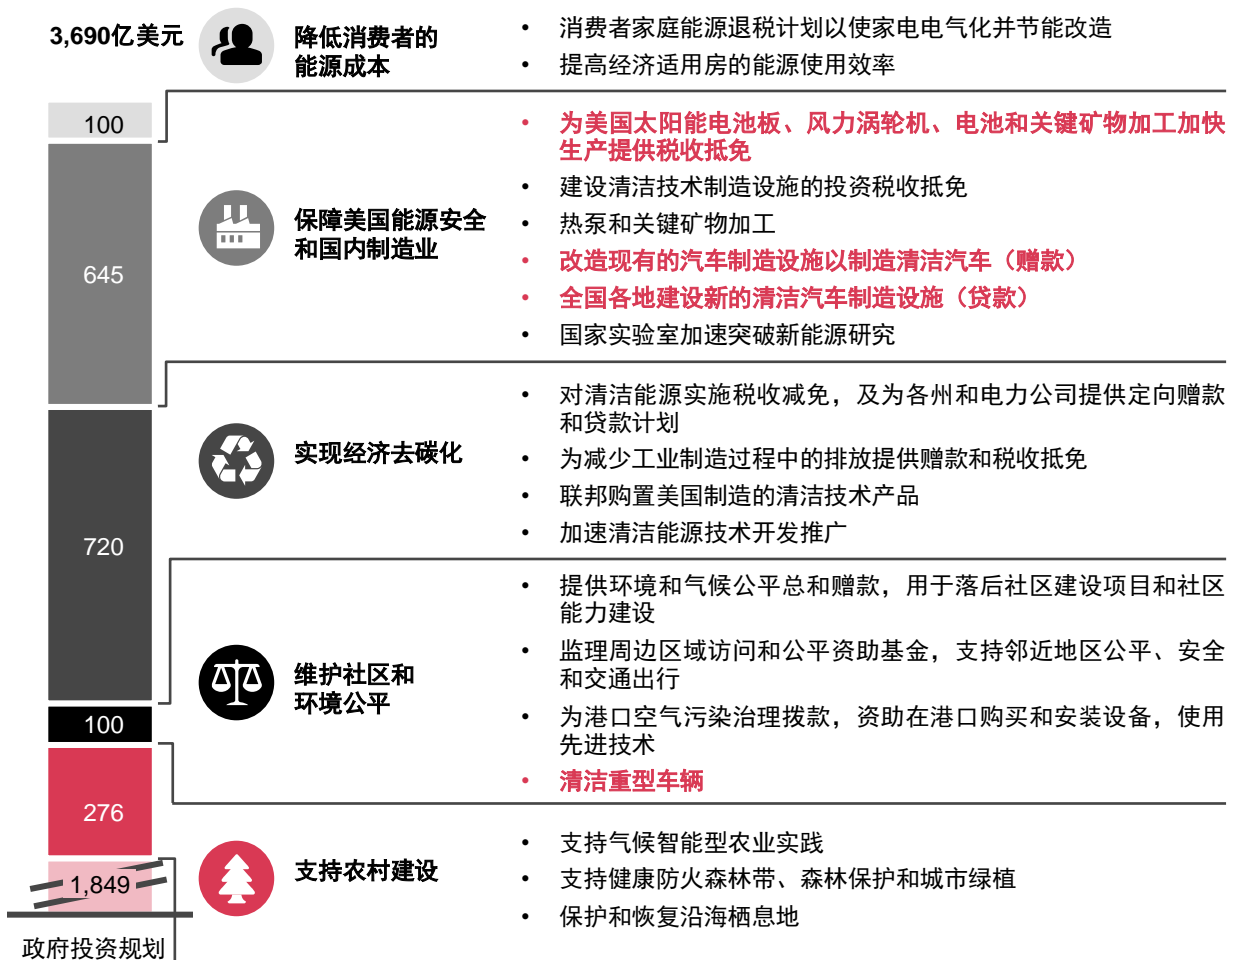 3,690亿美元
降低消费者的
能源成本
• 消费者家庭能源退税计划以使家电电气化并节能改造
• 提高经济适用房的能源使用效率
100
保障美国能源安全
和国内制造业
• 为美国太阳能电池板、风力涡轮机、电池和关键矿物加工加快
生产提供税收抵免
• 建设清洁技术制造设施的投资税收抵免
• 热泵和关键矿物加工
• 改造现有的汽车制造设施以制造清洁汽车（赠款）
• 全国各地建设新的清洁汽车制造设施（贷款）
• 国家实验室加速突破新能源研究
645
实现经济去碳化
• 对清洁能源实施税收减免，及为各州和电力公司提供定向赠款
和贷款计划
• 为减少工业制造过程中的排放提供赠款和税收抵免
• 联邦购置美国制造的清洁技术产品
• 加速清洁能源技术开发推广
720
维护社区和
环境公平
• 提供环境和气候公平总和赠款，用于落后社区建设项目和社区
能力建设
• 监理周边区域访问和公平资助基金，支持邻近地区公平、安全
和交通出行
• 为港口空气污染治理拨款，资助在港口购买和安装设备，使用
先进技术
• 清洁重型车辆
100
276
支持农村建设
• 支持气候智能型农业实践
• 支持健康防火森林带、森林保护和城市绿植
• 保护和恢复沿海栖息地
1,849
政府投资规划